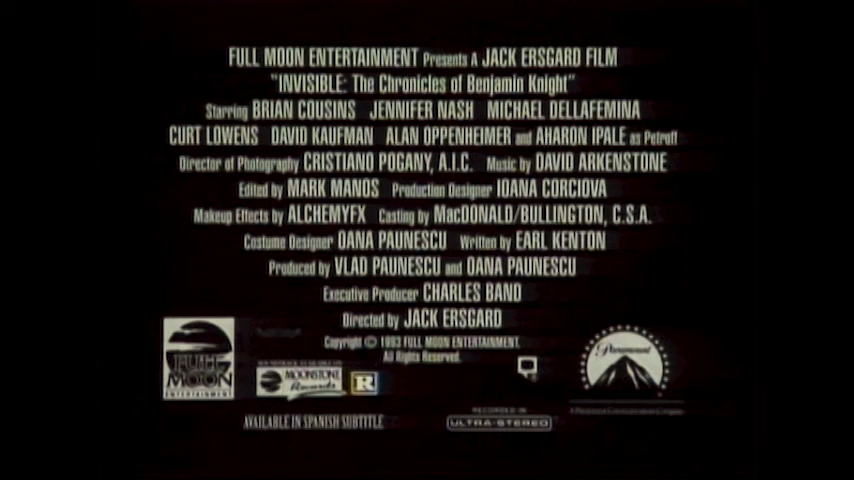 FULL MOON ENTERTAINMENT Presents A JACK ERSGARD FILM
"INVISIBLE: The Chronicles of Benjamin Knight"
Starring BRIAN COUSINS JENNIFER NASH MICHAEL DELLAFEMINA
CURT LOWENS DAVID KAUFMAN ALAN OPPENHEIMER and AHARON IPALE as Petroff
Director of Photography CRISTIANO POGANY, A.I.C. Music by DAVID ARKENSTONE
Edited by MARK MANOS Production Designer IOANA CORCIOVA
Makeup Effects by ALCHEMYFX Casting by MacDONALD/BULLINGTON, C.S.A.
Costume Designer OANA PAUNESCU Written by EARL KENTON
Produced by VLAD PAUNESCU and OANA PAUNESCU
Executive Producer CHARLES BAND
Directed by JACK ERSGARD
Copyright © 1993 FULL MOON ENTERTAINMENT.
All Rights Reserved.
FULL MOON
ENTERTAINMENT
MOONSTONE
Records
R
Paramount
A Paramount Communications Company
AVAILABLE IN SPANISH SUBTITLE
RECORDED IN
ULTRA-STEREO